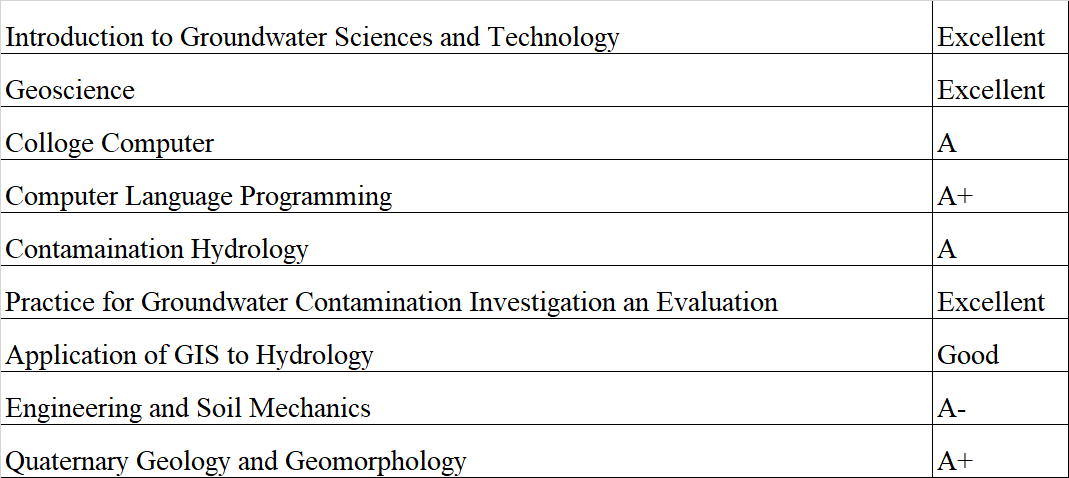 Introduction to Groundwater Sciences and Technology Excellent
Geoscience Excellent
Colloge Computer A
Computer Language Programming A+
Contamaination Hydrology A
Practice for Groundwater Contamination Investigation an Evaluation Excellent
Application of GIS to Hydrology Good
Engineering and Soil Mechanics A-
Quaternary Geology and Geomorphology A+